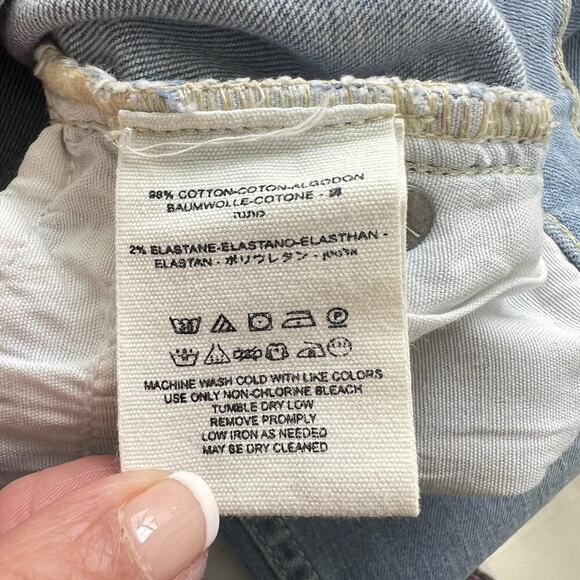 98% COTTON-COTON-ALGODON
BAUMWOLLE-COTONE - 綿
כותנה
2% ELASTANE-ELASTANO-ELASTHAN -
ELASTAN - ポリウレタン -
MACHINE WASH COLD WITH LIKE COLORS
USE ONLY NON-CHLORINE BLEACH
TUMBLE DRY LOW
REMOVE PROMPLY
LOW IRON AS NEEDED
MAY BE DRY CLEANED